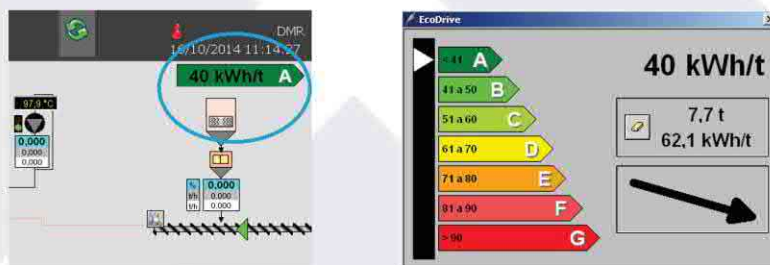 DMR
16/10/2014 11:14:27
40 kWh/t A
97,9 °C
0,000
0,000
0,000
% 0,000
t/h 0.000
t/h 0.000
EcoDrive
<41 A
41 a 50 B
51 a 60 C
61 a 70 D
71 a 80 E
81 a 90 F
> 90 G
40 kWh/t
7,7 t
62,1 kWh/t